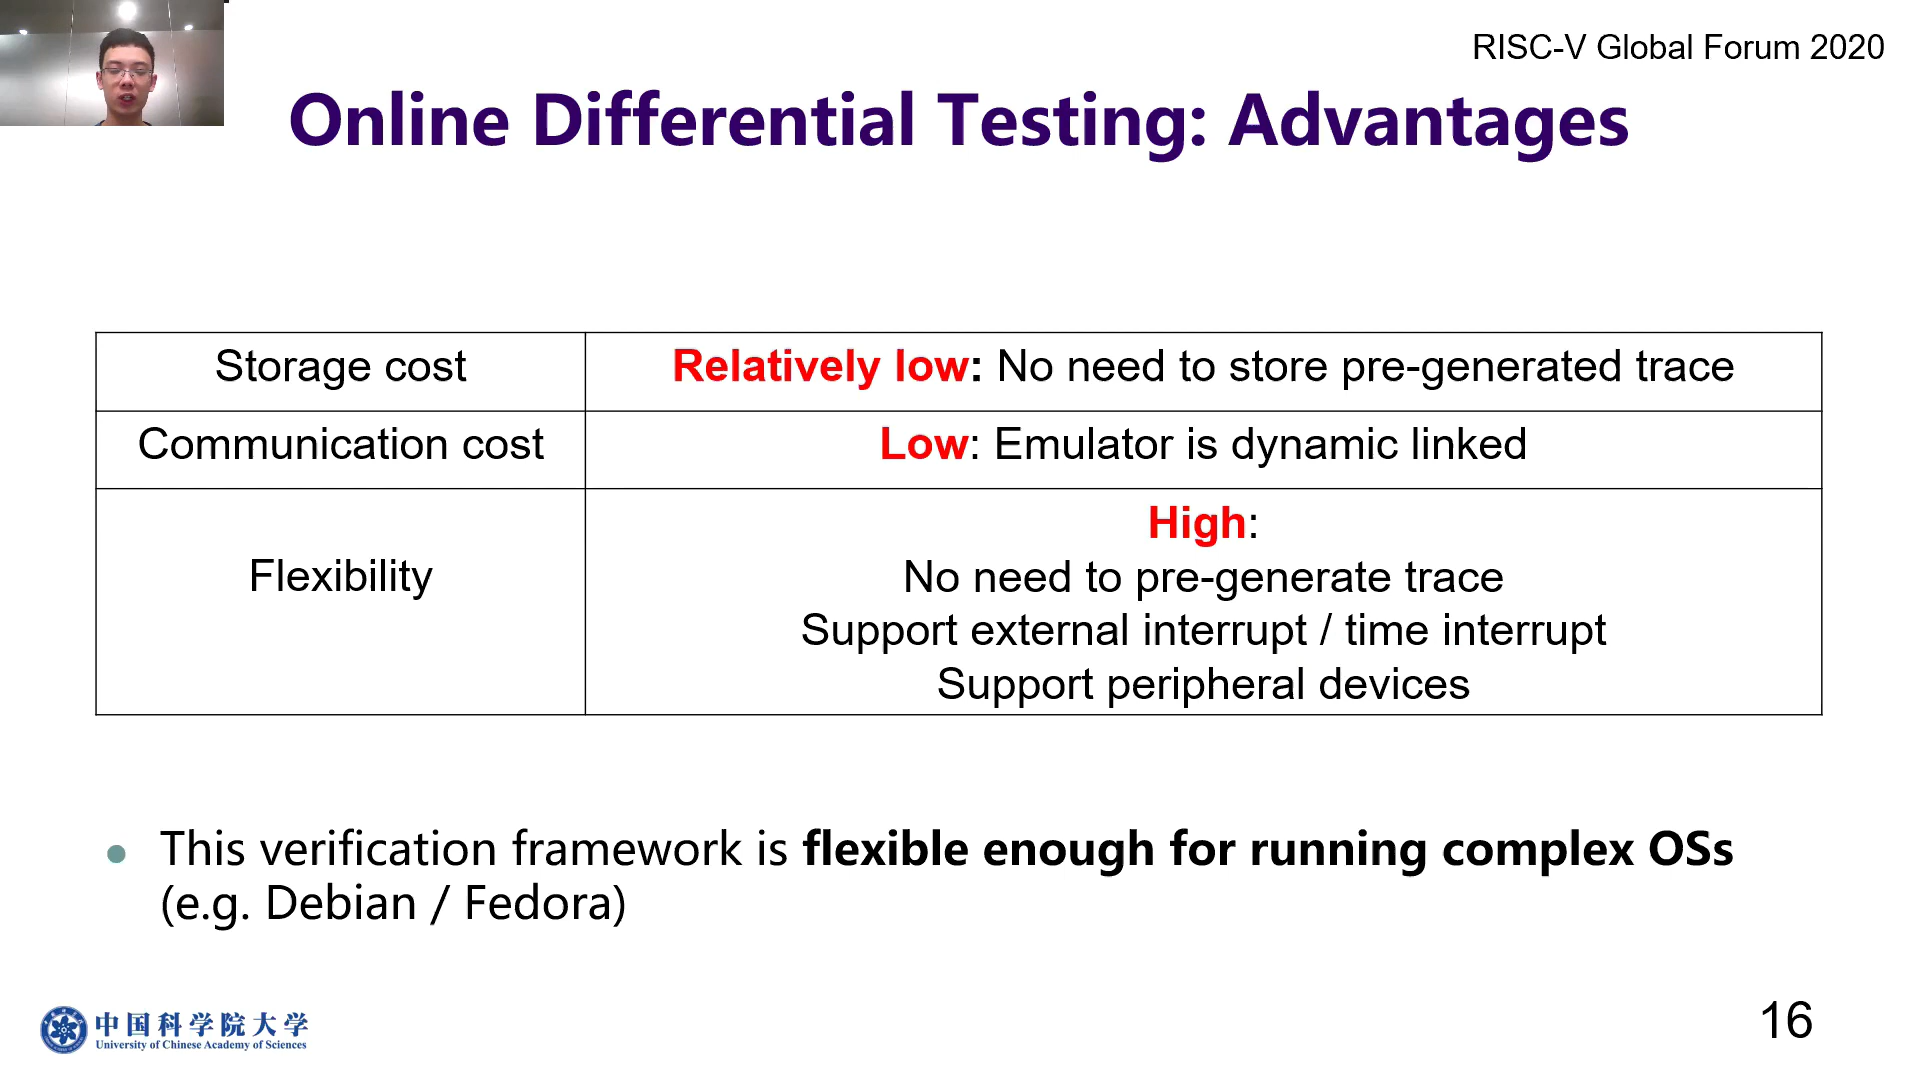 RISC-V Global Forum 2020
Online Differential Testing: Advantages
Storage cost
Relatively low: No need to store pre-generated trace
Communication cost
Low: Emulator is dynamic linked
Flexibility
High:
No need to pre-generate trace
Support external interrupt / time interrupt
Support peripheral devices
This verification framework is flexible enough for running complex OSs
(e.g. Debian / Fedora)
中国科学院大学
University of Chinese Academy of Sciences
16